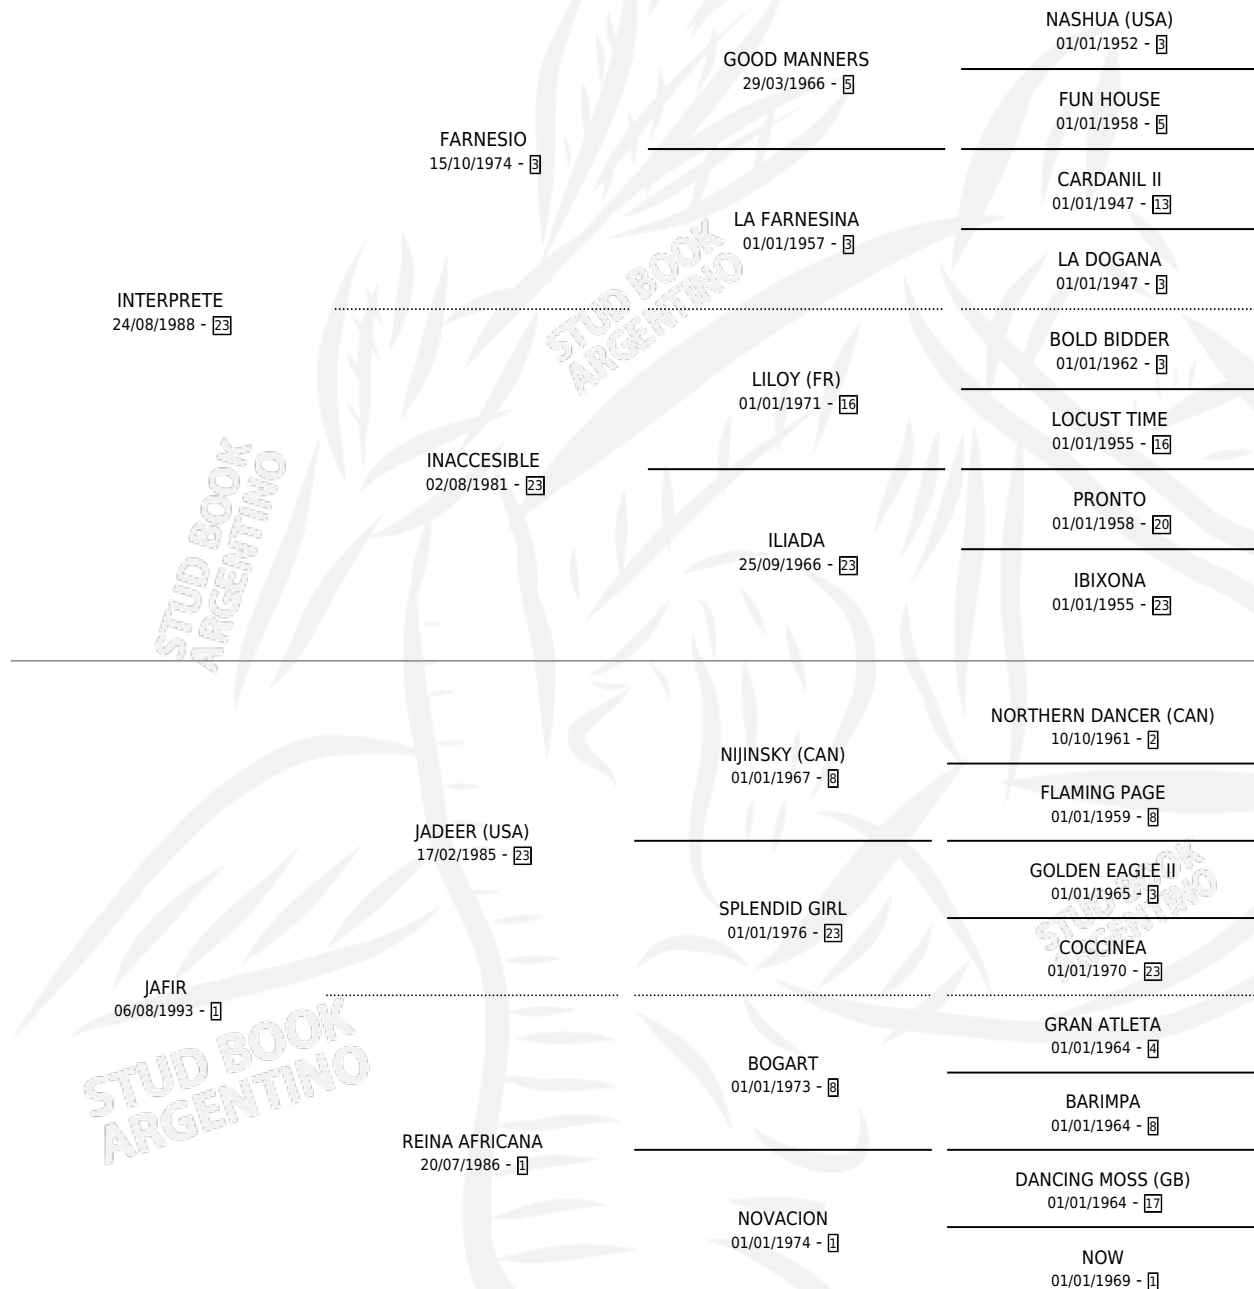 NASHUA (USA)
01/01/1952 - 3
GOOD MANNERS
29/03/1966 - 5
FUN HOUSE
01/01/1958 - 5
FARNESIO
15/10/1974 - 3
CARDANIL II
01/01/1947 - 13
LA FARNESINA
01/01/1957 - 3
LA DOGANA
01/01/1947 - 3
INTERPRETE
24/08/1988 - 23
BOLD BIDDER
01/01/1962 - 3
LILOY (FR)
01/01/1971 - 16
LOCUST TIME
01/01/1955 - 16
INACCESIBLE
02/08/1981 - 23
PRONTO
01/01/1958 - 20
ILIADA
25/09/1966 - 23
IBIXONA
01/01/1955 - 23
NORTHERN DANCER (CAN)
10/10/1961 - 2
NIJINSKY (CAN)
01/01/1967 - 8
FLAMING PAGE
01/01/1959 - 8
JADEER (USA)
17/02/1985 - 23
GOLDEN EAGLE II
01/01/1965 - 3
SPLENDID GIRL
01/01/1976 - 23
COCCINEA
01/01/1970 - 23
JAFIR
06/08/1993 - 1
GRAN ATLETA
01/01/1964 - 4
BOGART
01/01/1973 - 8
BARIMPA
01/01/1964 - 8
REINA AFRICANA
20/07/1986 - 1
DANCING MOSS (GB)
01/01/1964 - 17
NOVACION
01/01/1974 - 1
NOW
01/01/1969 - 1
STUD BOOK
ARGENTINO
STUD BOOK
ARGENTINO
STUD BOOK
ARGENTINO
STUD BOOK
ARGENTINO